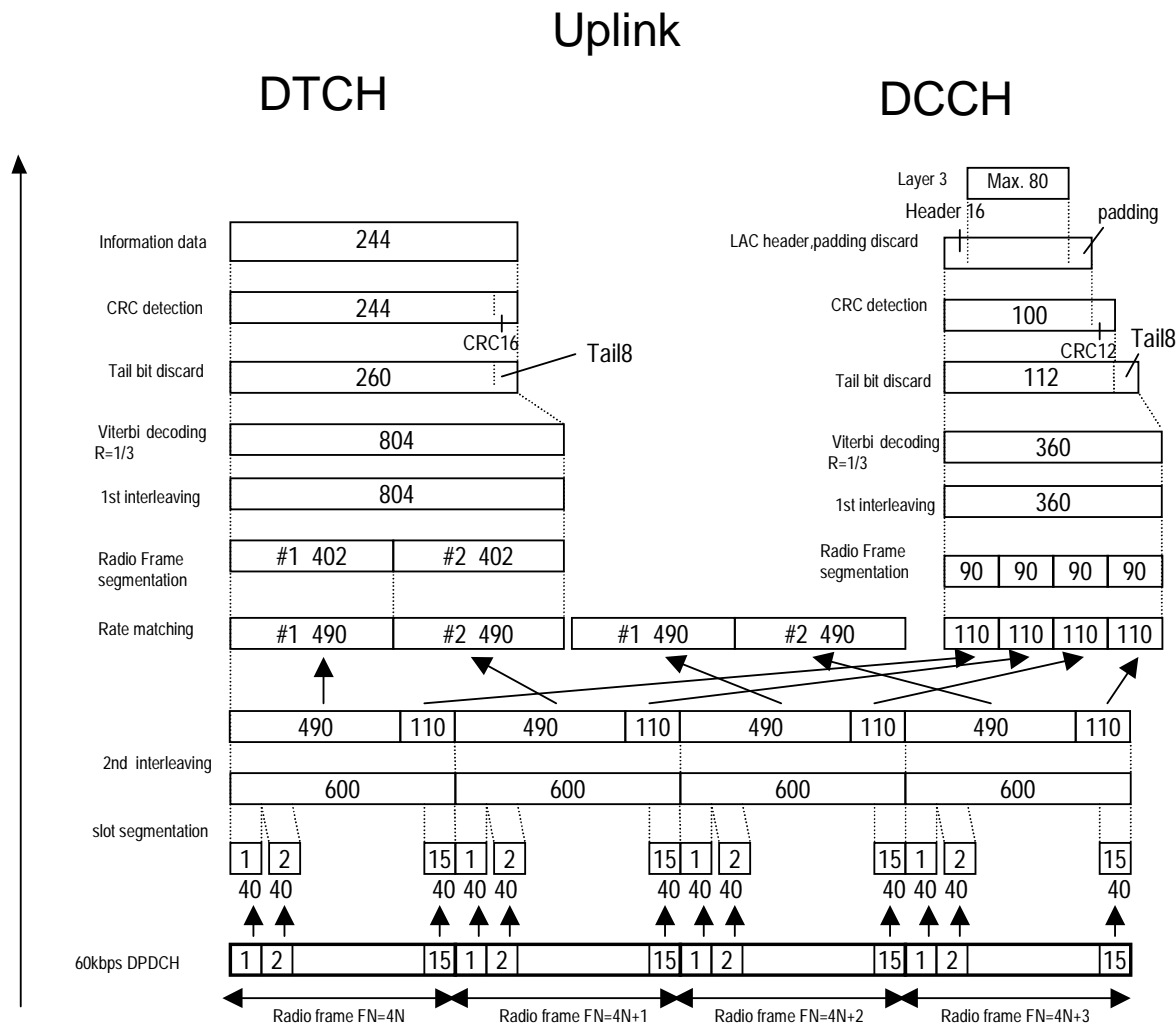 Uplink
DTCH
DCCH
Layer 3
Max. 80
Header 16
padding
Information data
244
LAC header,padding discard
CRC detection
244
CRC16
CRC detection
100
CRC12
Tail bit discard
260
Tail8
Tail bit discard
112
Tail8
Viterbi decoding
R=1/3
804
Viterbi decoding
R=1/3
360
1st interleaving
804
1st interleaving
360
Radio Frame
segmentation
#1 402
#2 402
Radio Frame
segmentation
90 90 90 90
Rate matching
#1 490
#2 490
#1 490
#2 490
110 110 110 110
490 110 490 110 490 110 490 110
2nd interleaving
600 600 600 600
slot segmentation
1 2 15 1 2 15 1 2 15 1 2 15
40 40 40 40 40 40 40 40 40 40 40 40
60kbps DPDCH
1 2 15 1 2 15 1 2 15 1 2 15
Radio frame FN=4N
Radio frame FN=4N+1
Radio frame FN=4N+2
Radio frame FN=4N+3